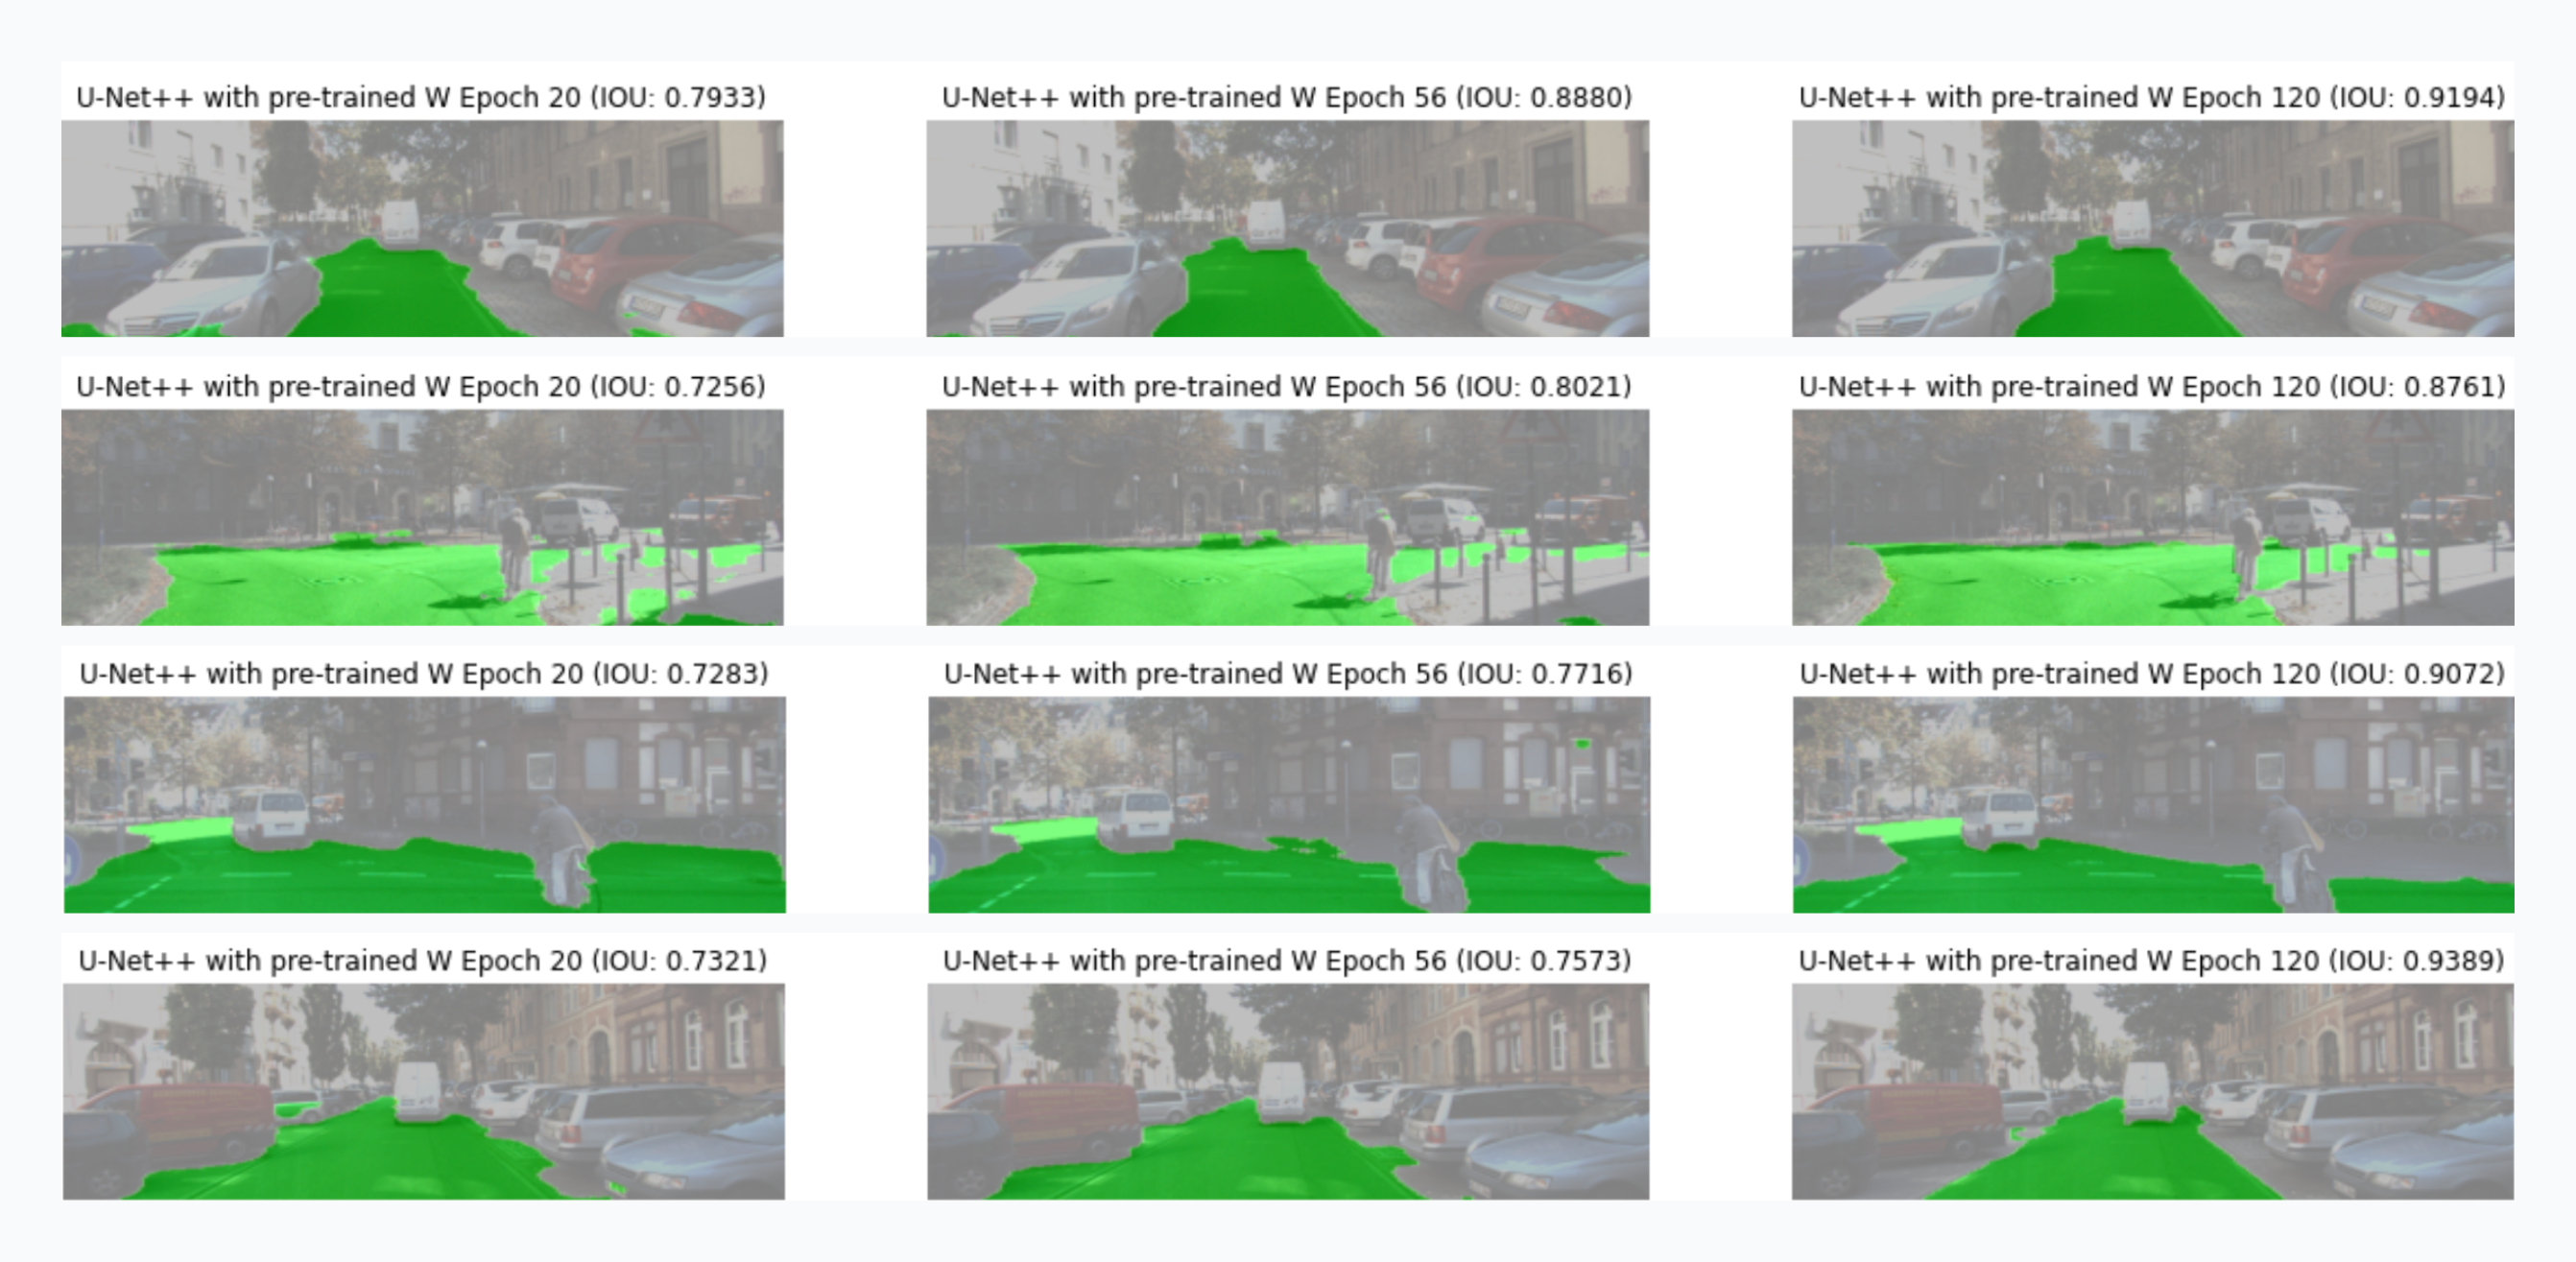 U-Net++ with pre-trained W Epoch 20 (IOU: 0.7933)
U-Net++ with pre-trained W Epoch 56 (IOU: 0.8880)
U-Net++ with pre-trained W Epoch 120 (IOU: 0.9194)
U-Net++ with pre-trained W Epoch 20 (IOU: 0.7256)
U-Net++ with pre-trained W Epoch 56 (IOU: 0.8021)
U-Net++ with pre-trained W Epoch 120 (IOU: 0.8761)
U-Net++ with pre-trained W Epoch 20 (IOU: 0.7283)
U-Net++ with pre-trained W Epoch 56 (IOU: 0.7716)
U-Net++ with pre-trained W Epoch 120 (IOU: 0.9072)
U-Net++ with pre-trained W Epoch 20 (IOU: 0.7321)
U-Net++ with pre-trained W Epoch 56 (IOU: 0.7573)
U-Net++ with pre-trained W Epoch 120 (IOU: 0.9389)